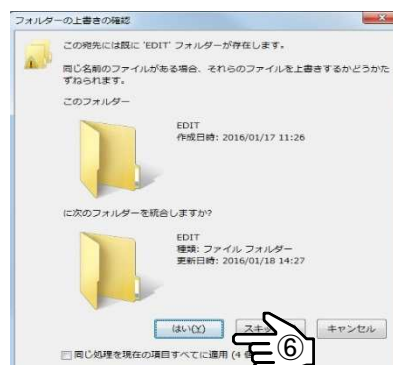 フォルダーの上書きの確認
この宛先には既に 'EDIT' フォルダーが存在します。
同じ名前のファイルがある場合、それらのファイルを上書きするかどうかた
ずねられます。
このフォルダー
EDIT
作成日時: 2016/01/17 11:26
に次のフォルダーを統合しますか?
EDIT
種類: ファイル フォルダー
更新日時: 2016/01/18 14:27
はい(Y) キャンセル
同じ処理を現在の項目すべてに適用 (4
⑥